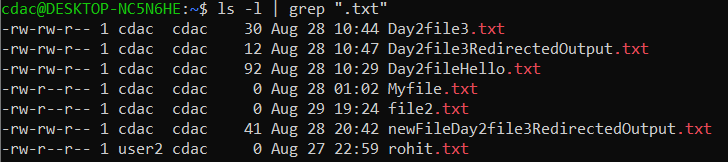 cdac@DESKTOP-NC5N6HE:~$ ls -l | grep ".txt"
-rw-rw-r-- 1 cdac  cdac    30 Aug 28 10:44 Day2file3.txt
-rw-rw-r-- 1 cdac  cdac    12 Aug 28 10:47 Day2file3RedirectedOutput.txt
-rw-rw-r-- 1 cdac  cdac    92 Aug 28 10:29 Day2fileHello.txt
-rw-rw-r-- 1 cdac  cdac     0 Aug 28 01:02 Myfile.txt
-rw-rw-r-- 1 cdac  cdac     0 Aug 29 19:24 file2.txt
-rw-rw-r-- 1 cdac  cdac    41 Aug 28 20:42 newFileDay2file3RedirectedOutput.txt
-rw-rw-r-- 1 user2 cdac     0 Aug 27 22:59 rohit.txt